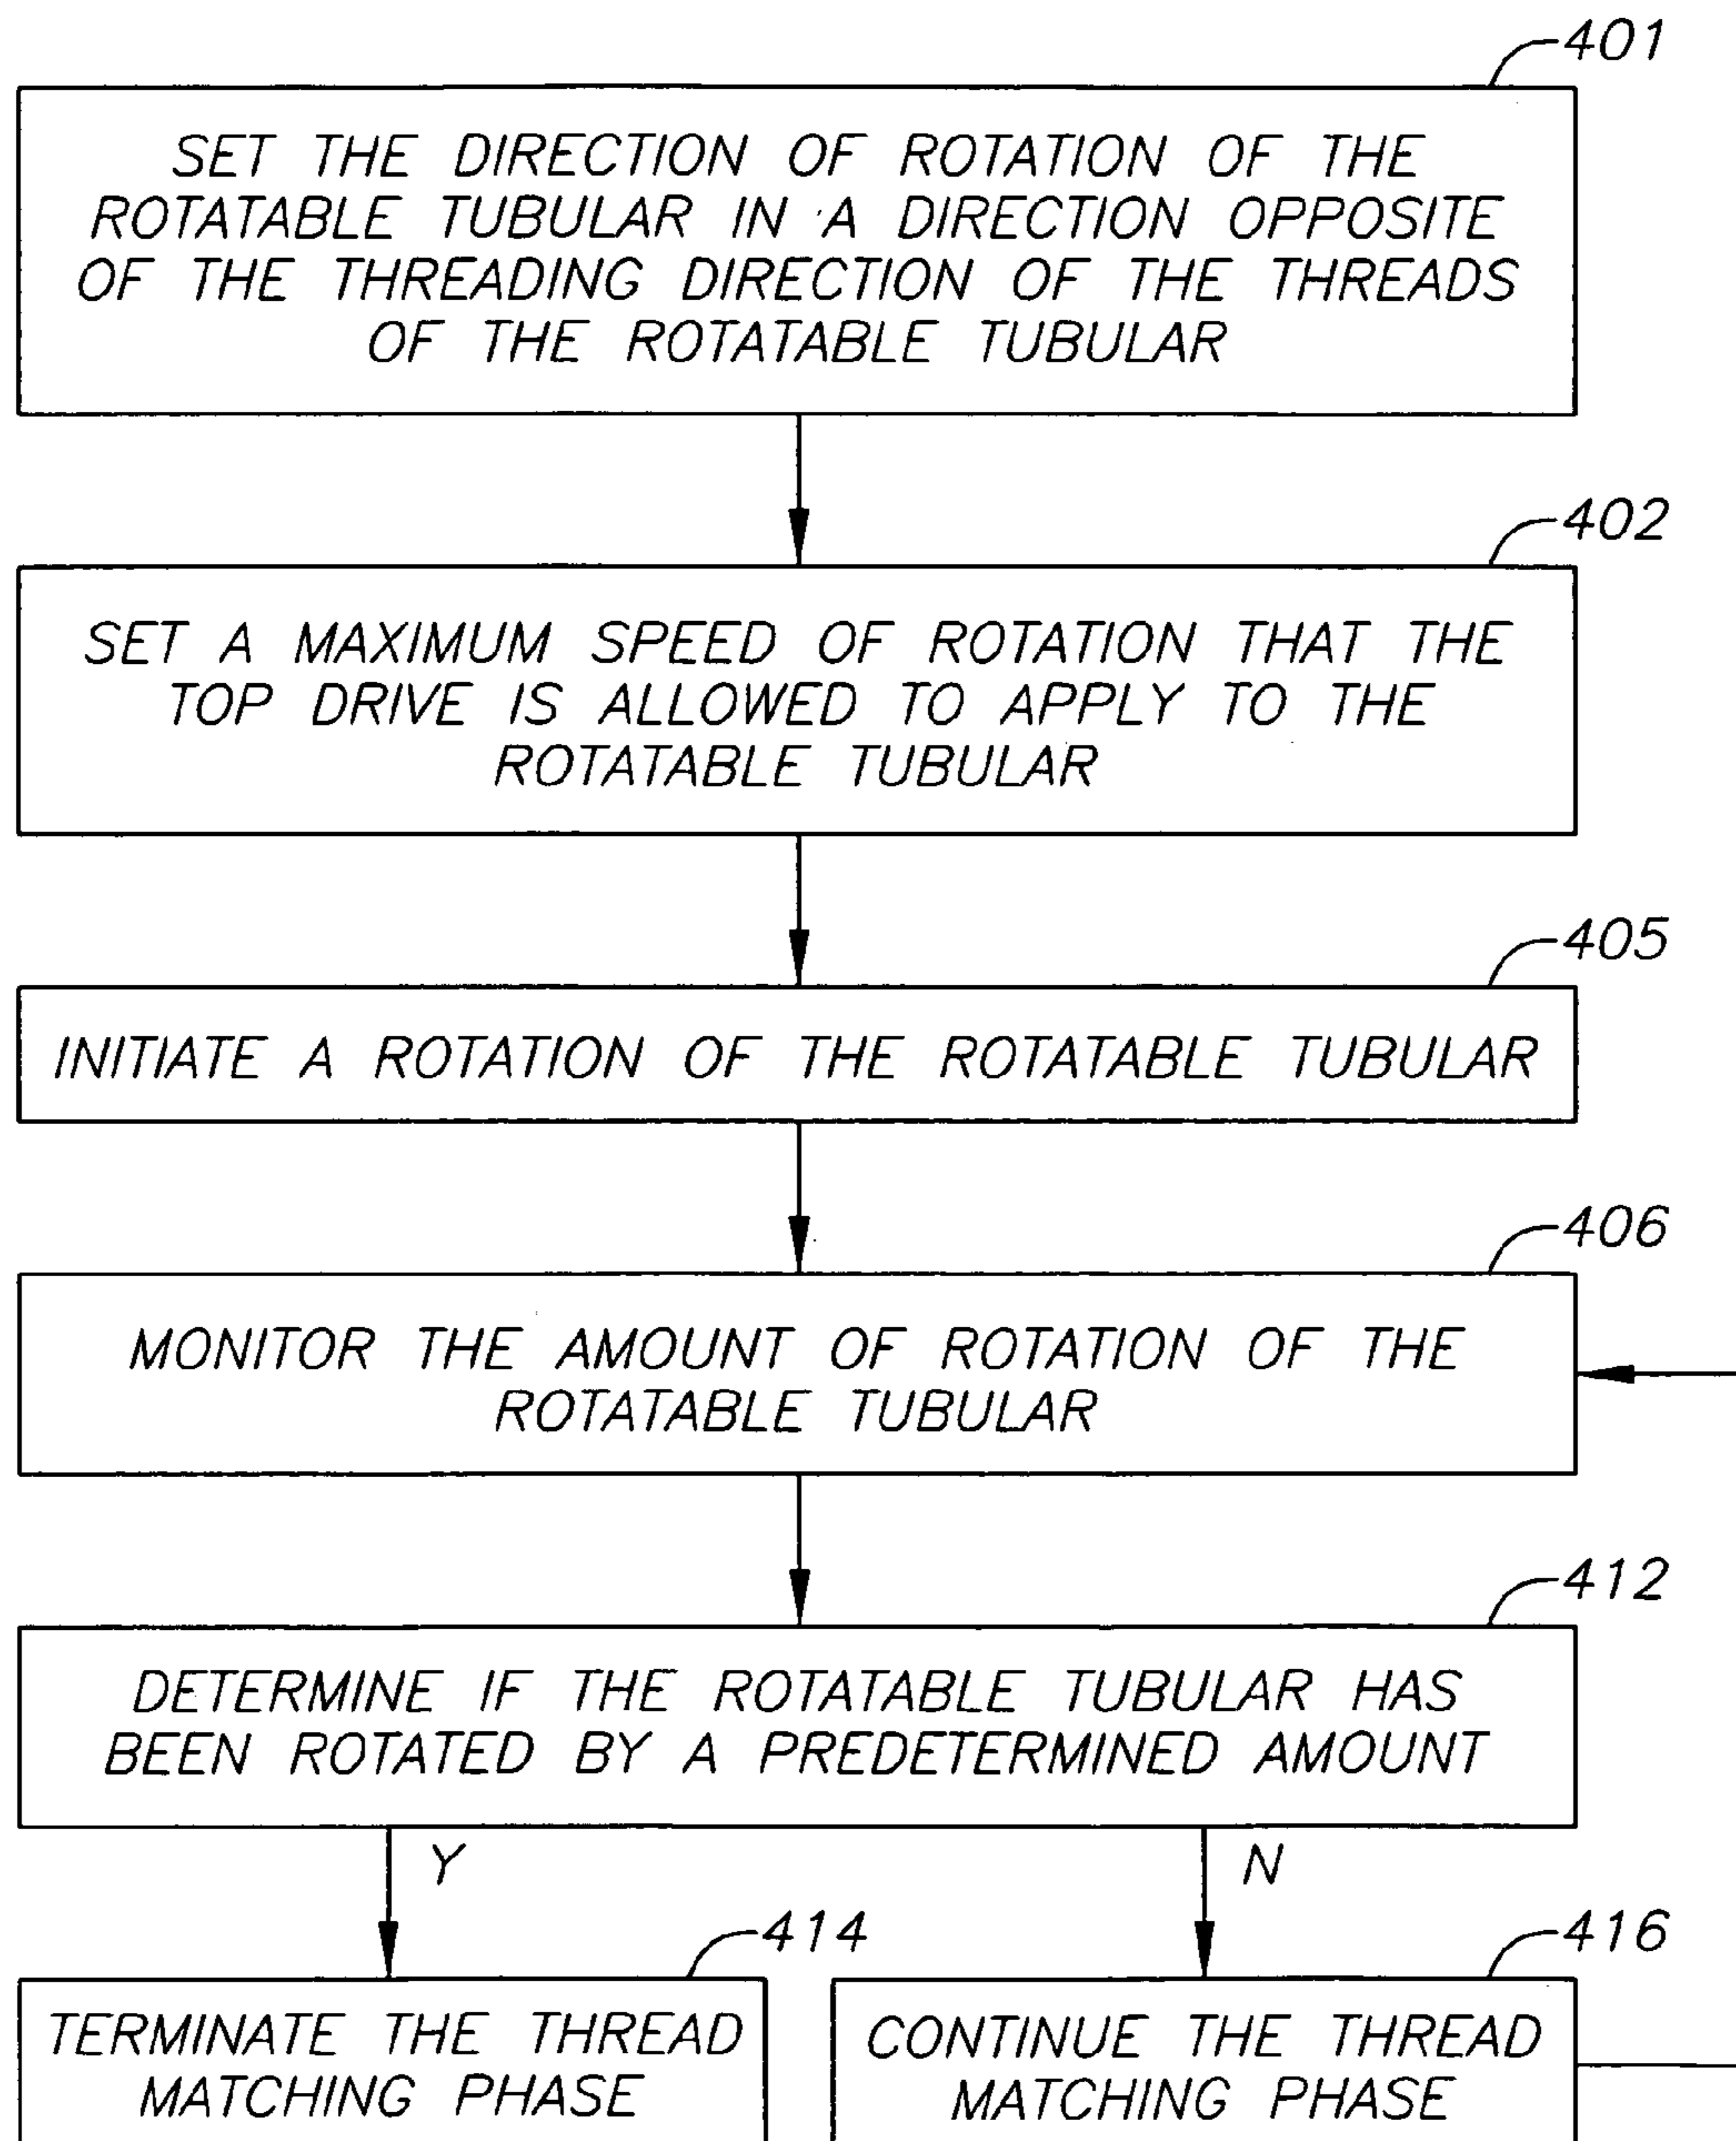 401
SET THE DIRECTION OF ROTATION OF THE
ROTATABLE TUBULAR IN A DIRECTION OPPOSITE
OF THE THREADING DIRECTION OF THE THREADS
OF THE ROTATABLE TUBULAR
402
SET A MAXIMUM SPEED OF ROTATION THAT THE
TOP DRIVE IS ALLOWED TO APPLY TO THE
ROTATABLE TUBULAR
405
INITIATE A ROTATION OF THE ROTATABLE TUBULAR
406
MONITOR THE AMOUNT OF ROTATION OF THE
ROTATABLE TUBULAR
412
DETERMINE IF THE ROTATABLE TUBULAR HAS
BEEN ROTATED BY A PREDETERMINED AMOUNT
Y
N
414
TERMINATE THE THREAD
MATCHING PHASE
416
CONTINUE THE THREAD
MATCHING PHASE